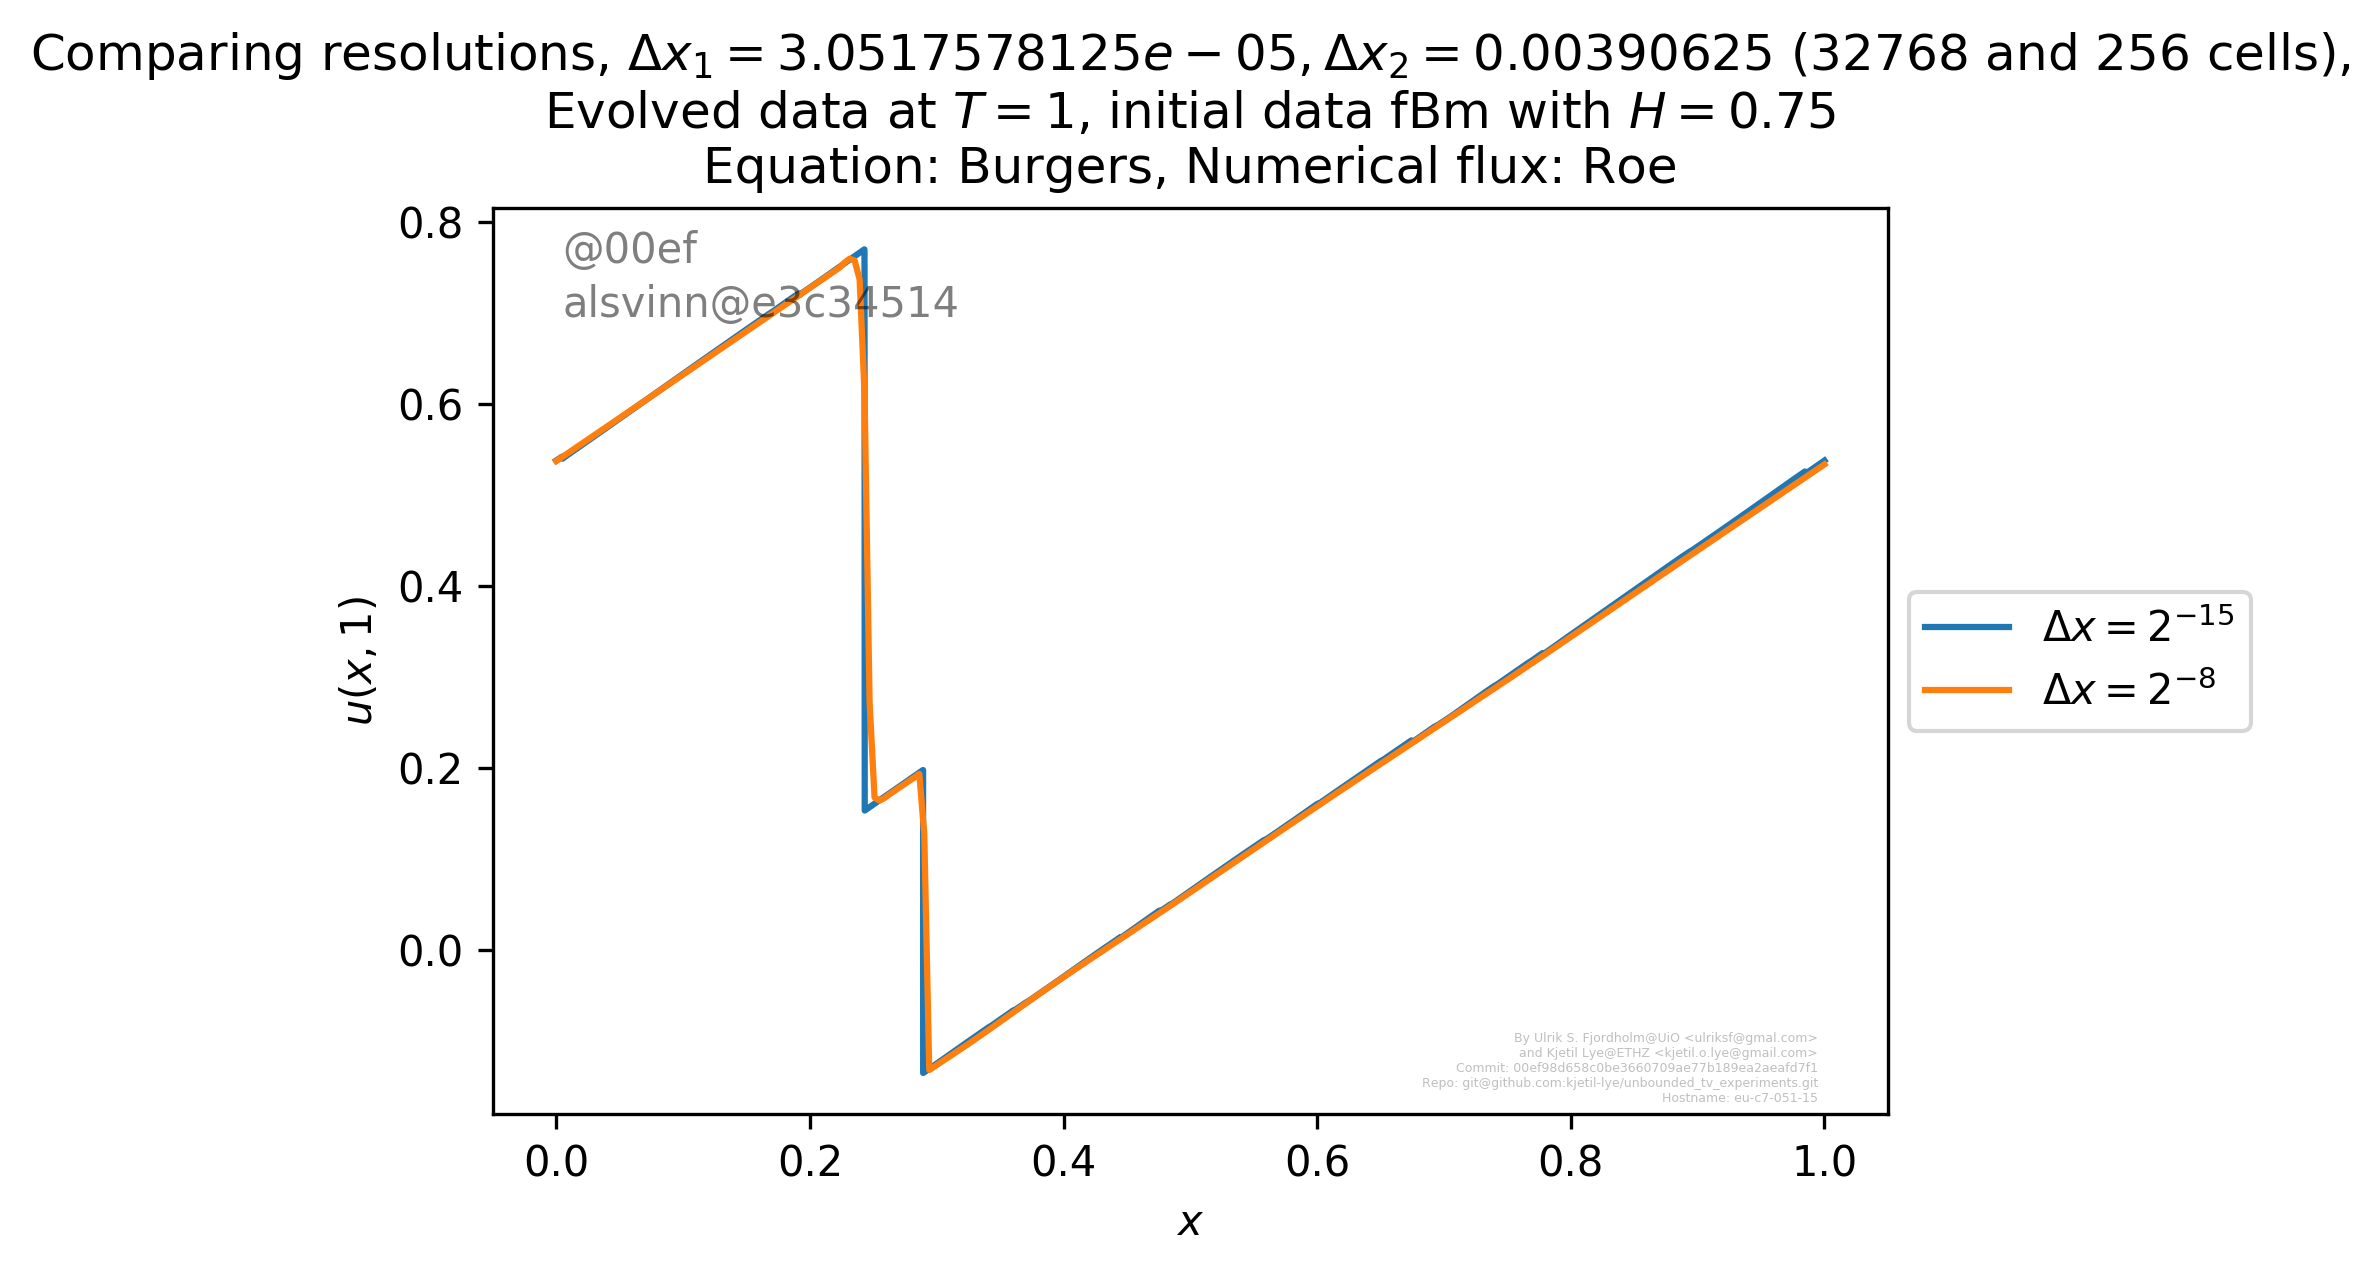 Comparing resolutions, Δx₁ = 3.0517578125e − 05, Δx₂ = 0.00390625 (32768 and 256 cells),
Evolved data at T = 1, initial data fBm with H = 0.75
Equation: Burgers, Numerical flux: Roe
@00ef
alsvinn@e3c34514
0.8
0.6
0.4
0.2
0.0
u(x, 1)
Δx = 2⁻¹⁵
Δx = 2⁻⁸
By Ulrik S. Fjordholm@UiO <ulriksf@gmal.com>
and Kjetil Lye@ETHZ <kjetil.o.lye@gmail.com>
Commit: 00ef98d658c0be3660709ae77b189ea2aeafd7f1
Repo: git@github.com:kjetil-lye/unbounded_tv_experiments.git
Hostname: eu-c7-051-15
0.0 0.2 0.4 0.6 0.8 1.0
x